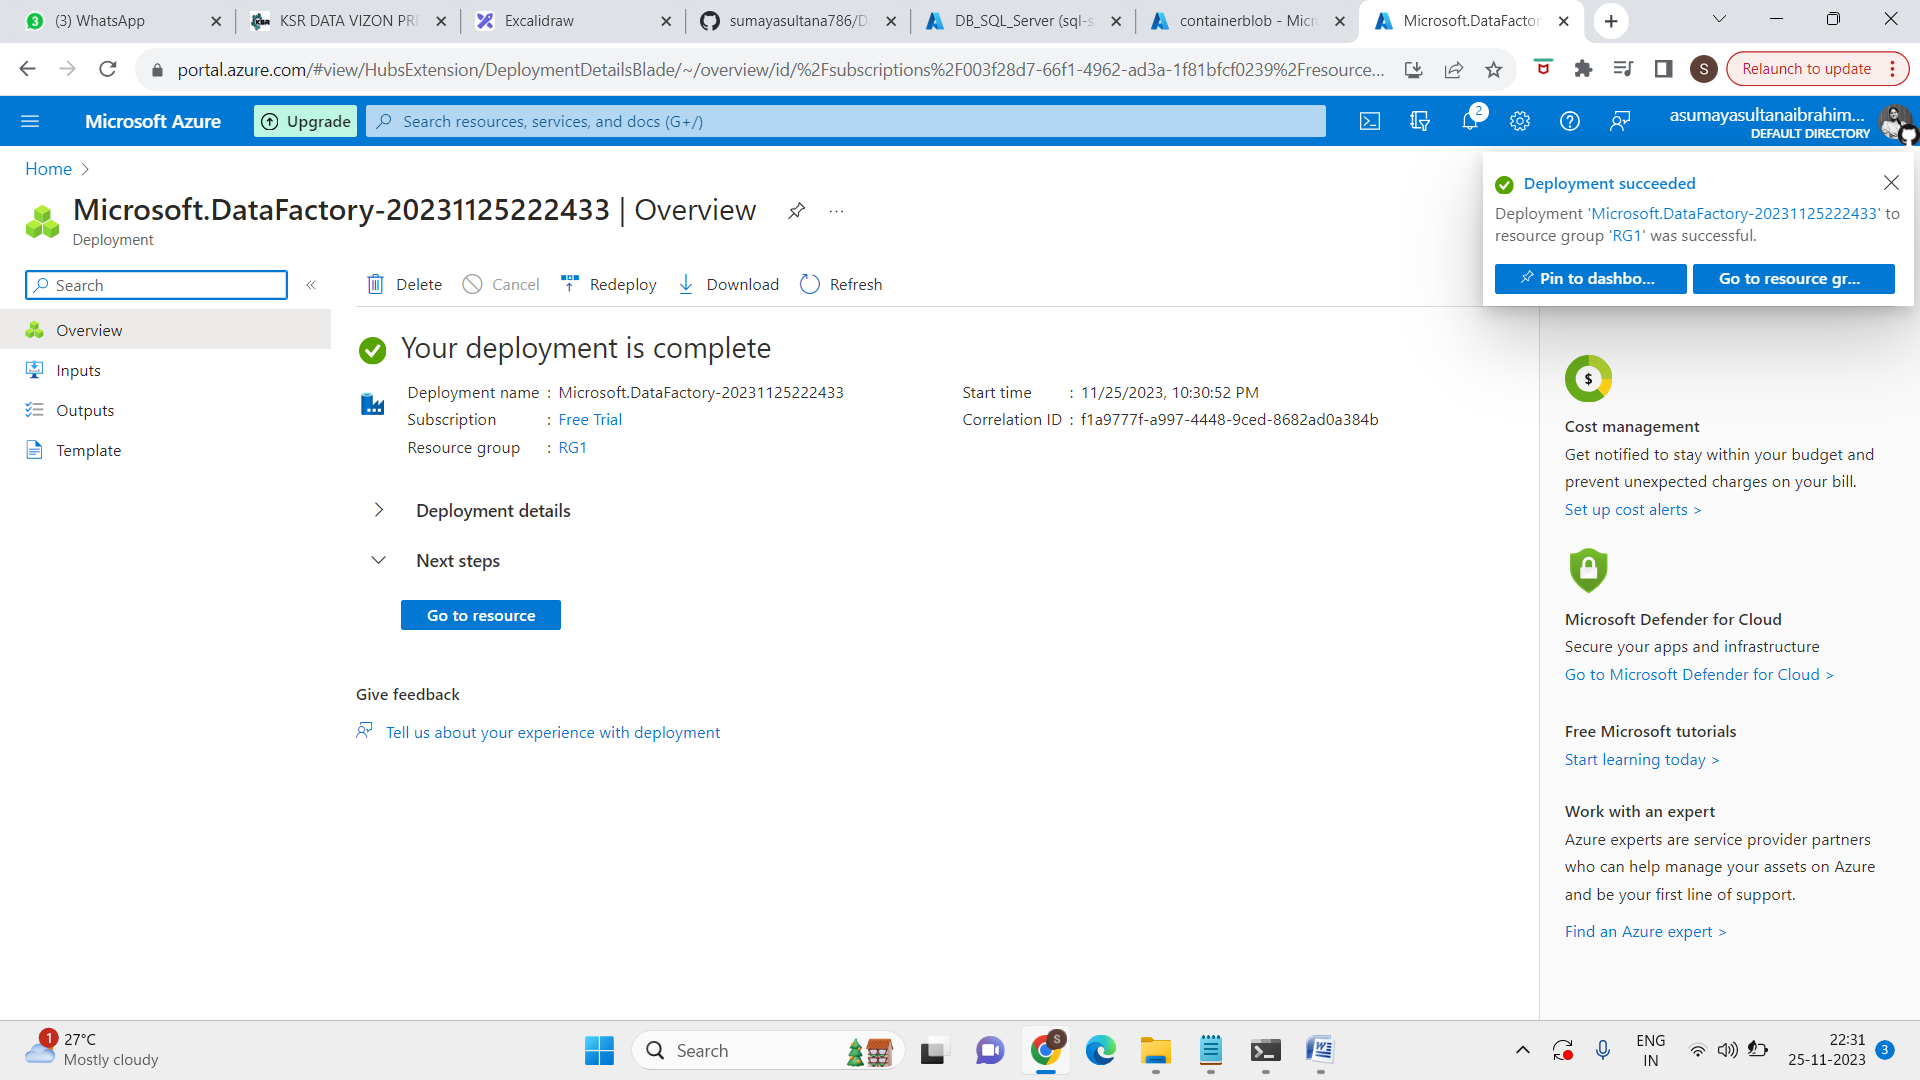 (3) WhatsApp
KSR DATA VIZON PRI
Excalidraw
sumayasultana786/D
DB_SQL_Server (sql-s
containerblob - Micro
Microsoft.DataFactor
portal.azure.com/#view/HubsExtension/DeploymentDetailsBlade/~/overview/id/%2Fsubscriptions%2F003f28d7-66f1-4962-ad3a-1f81bfcf0239%2Fresource...
S
Relaunch to update
Microsoft Azure
Upgrade
Search resources, services, and docs (G+/)
2
asumayasultanaibrahim...
DEFAULT DIRECTORY
Home
Microsoft.DataFactory-20231125222433 | Overview
...
Deployment
Deployment succeeded
Deployment 'Microsoft.DataFactory-20231125222433' to
resource group 'RG1' was successful.
Pin to dashbo...
Go to resource gr...
Search
«
Overview
Inputs
Outputs
Template
Delete
Cancel
Redeploy
Download
Refresh
Your deployment is complete
Deployment name : Microsoft.DataFactory-20231125222433
Subscription : Free Trial
Resource group : RG1
Start time : 11/25/2023, 10:30:52 PM
Correlation ID : f1a9777f-a997-4448-9ced-8682ad0a384b
Deployment details
Next steps
Go to resource
Give feedback
Tell us about your experience with deployment
$
Cost management
Get notified to stay within your budget and
prevent unexpected charges on your bill.
Set up cost alerts >
Microsoft Defender for Cloud
Secure your apps and infrastructure
Go to Microsoft Defender for Cloud >
Free Microsoft tutorials
Start learning today >
Work with an expert
Azure experts are service provider partners
who can help manage your assets on Azure
and be your first line of support.
Find an Azure expert >
1
27°C
Mostly cloudy
Search
S
ENG
IN
22:31
25-11-2023
3